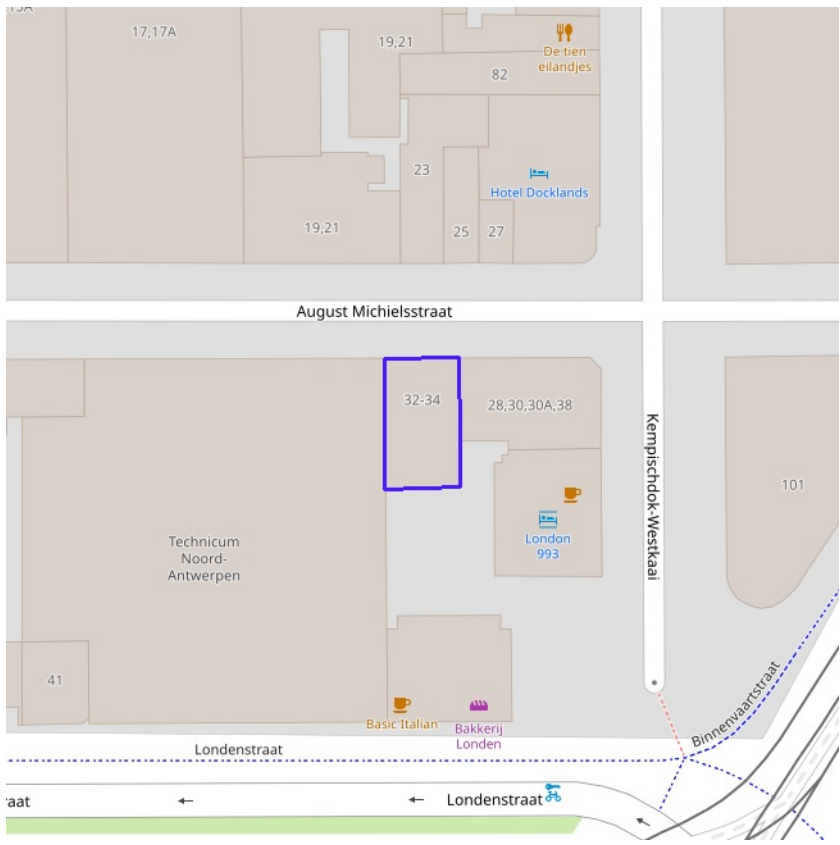 17,17A
19,21
De tien
eilandjes
82
23
Hotel Docklands
19,21
25
27
August Michielsstraat
32-34
28,30,30A,38
Kempischdok-Westkaai
101
London
993
Technicum
Noord-
Antwerpen
41
Basic Italian
Bakkerij
Londen
Binnenvaartstraat
Londenstraat
raat
Londenstraat